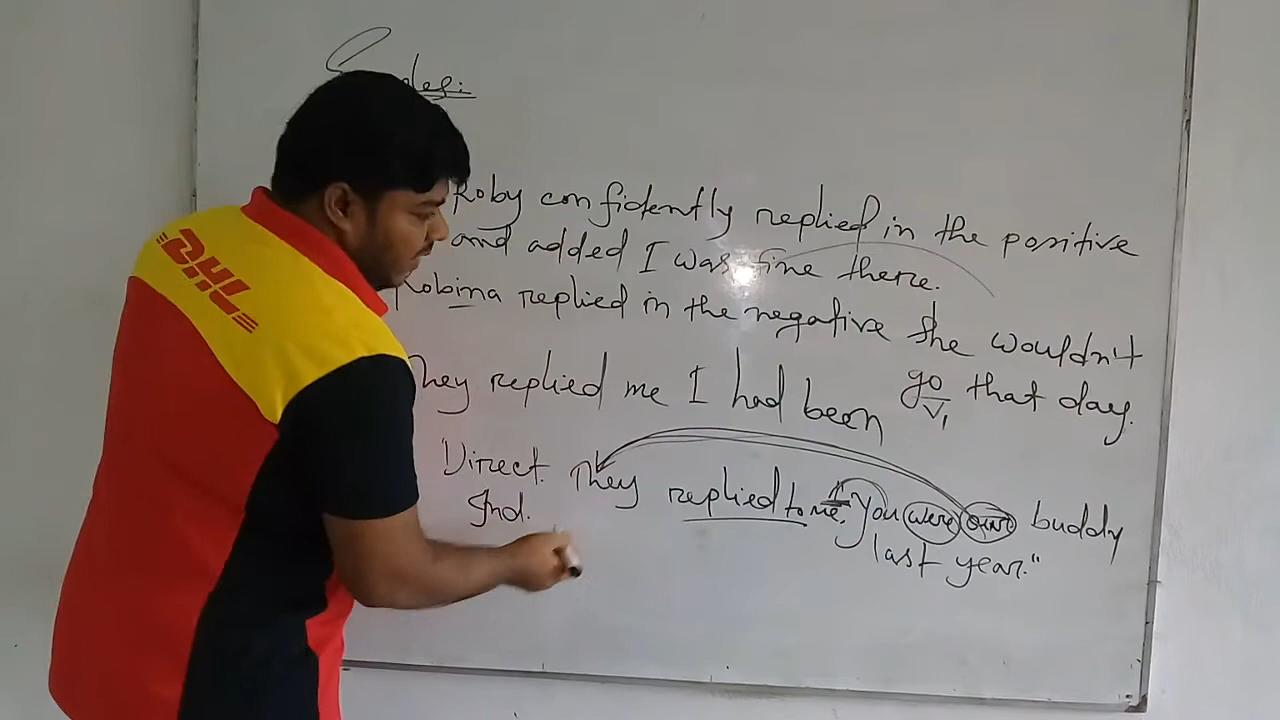 DHL
Roby confidently replied in the positive
and added I was fine there.
Robina replied in the negative she wouldn't
go that day.
V1
They replied me I had been
Direct. They replied to me, "You were our buddy
last year."
Ind.